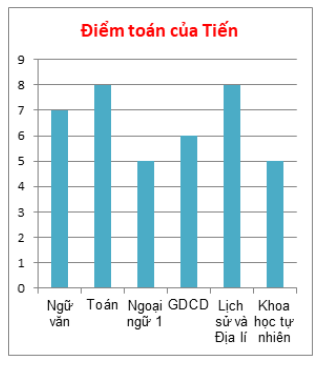 Điểm toán của Tiến
9
8
7
6
5
4
3
2
1
0
Ngữ văn
Toán
Ngoại ngữ 1
GDCD
Lịch sử và Địa lí
Khoa học tự nhiên